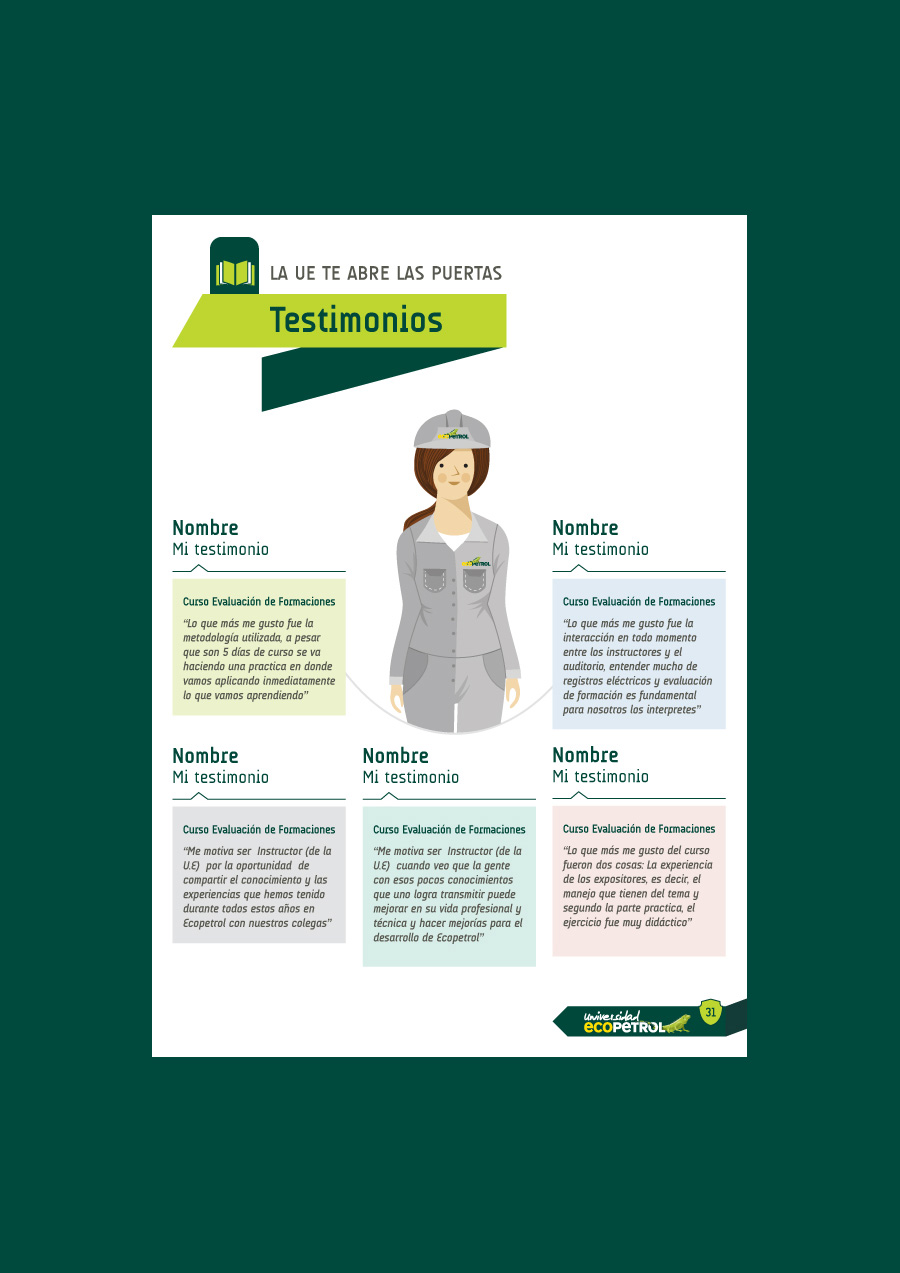 LA UE TE ABRE LAS PUERTAS
Testimonios
ecoPETROL
ecoPETROL
Nombre
Mi testimonio
Curso Evaluación de Formaciones
“Lo que más me gusto fue la
metodología utilizada, a pesar
que son 5 días de curso se va
haciendo una practica en donde
vamos aplicando inmediatamente
lo que vamos aprendiendo”
Nombre
Mi testimonio
Curso Evaluación de Formaciones
“Lo que más me gusto fue la
interacción en todo momento
entre los instructores y el
auditorio, entender mucho de
registros eléctricos y evaluación
de formación es fundamental
para nosotros los interpretes”
Nombre
Mi testimonio
Curso Evaluación de Formaciones
“Me motiva ser  Instructor (de la
U.E)  por la oportunidad  de
compartir el conocimiento y las
experiencias que hemos tenido
durante todos estos años en
Ecopetrol con nuestros colegas”
Nombre
Mi testimonio
Curso Evaluación de Formaciones
“Me motiva ser  Instructor (de la
U.E)  cuando veo que la gente
con esos pocos conocimientos
que uno logra transmitir puede
mejorar en su vida profesional y
técnica y hacer mejorías para el
desarrollo de Ecopetrol”
Nombre
Mi testimonio
Curso Evaluación de Formaciones
“Lo que más me gusto del curso
fueron dos cosas: La experiencia
de los expositores, es decir, el
manejo que tienen del tema y
segundo la parte practica, el
ejercicio fue muy didáctico”
universidad
ecoPETROL
31